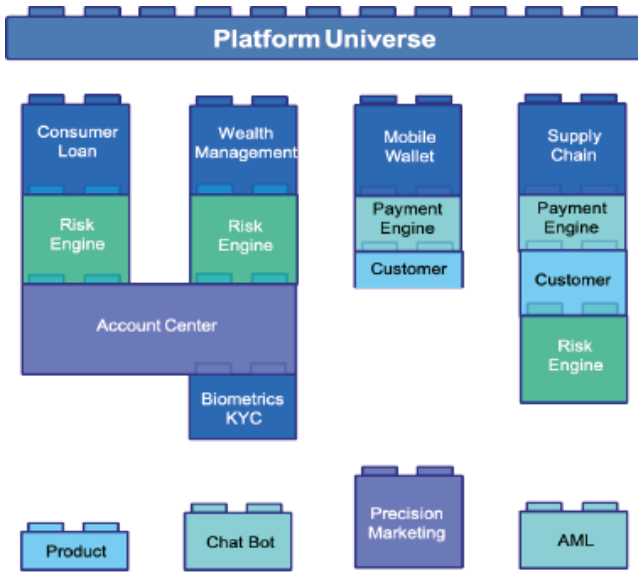 Platform Universe
Consumer
Loan
Wealth
Management
Mobile
Wallet
Supply
Chain
Risk
Engine
Risk
Engine
Payment
Engine
Payment
Engine
Customer
Customer
Account Center
Risk
Engine
Biometrics
KYC
Product
Chat Bot
Precision
Marketing
AML